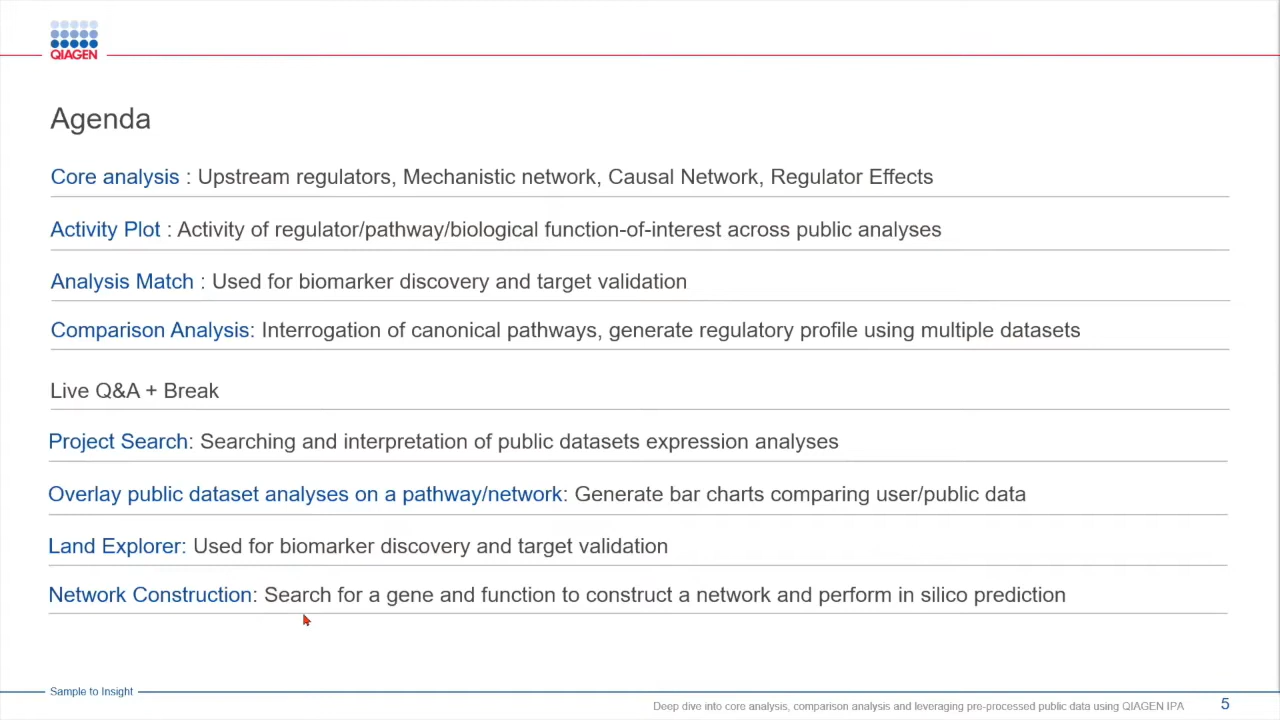 QIAGEN
Agenda
Core analysis : Upstream regulators, Mechanistic network, Causal Network, Regulator Effects
Activity Plot : Activity of regulator/pathway/biological function-of-interest across public analyses
Analysis Match : Used for biomarker discovery and target validation
Comparison Analysis: Interrogation of canonical pathways, generate regulatory profile using multiple datasets
Live Q&A + Break
Project Search: Searching and interpretation of public datasets expression analyses
Overlay public dataset analyses on a pathway/network: Generate bar charts comparing user/public data
Land Explorer: Used for biomarker discovery and target validation
Network Construction: Search for a gene and function to construct a network and perform in silico prediction
Sample to Insight
Deep dive into core analysis, comparison analysis and leveraging pre-processed public data using QIAGEN IPA
5